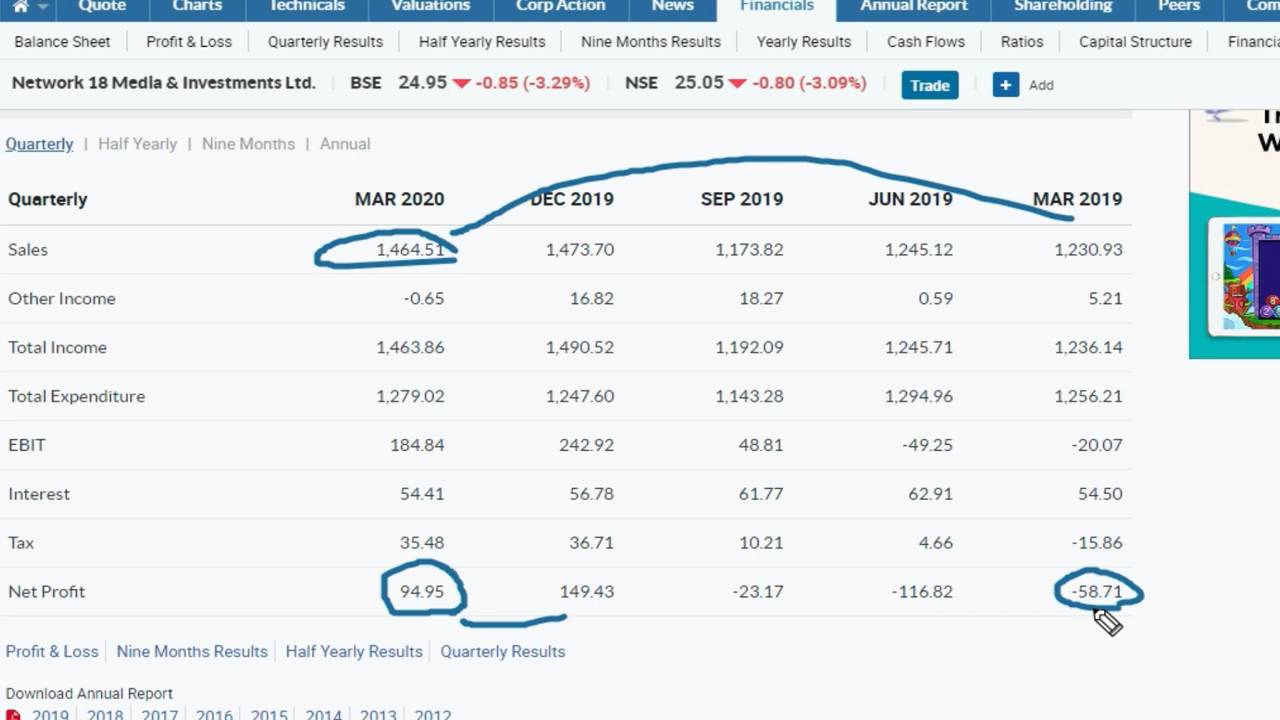 Quote Charts Technicals Valuations Corp Action News Financials Annual Report Shareholding Peers
Balance Sheet Profit & Loss Quarterly Results Half Yearly Results Nine Months Results Yearly Results Cash Flows Ratios Capital Structure
Network 18 Media & Investments Ltd. BSE 24.95 -0.85 (-3.29%) NSE 25.05 -0.80 (-3.09%) Trade + Add
Quarterly | Half Yearly | Nine Months | Annual
Quarterly MAR 2020 DEC 2019 SEP 2019 JUN 2019 MAR 2019
Sales 1,464.51 1,473.70 1,173.82 1,245.12 1,230.93
Other Income -0.65 16.82 18.27 0.59 5.21
Total Income 1,463.86 1,490.52 1,192.09 1,245.71 1,236.14
Total Expenditure 1,279.02 1,247.60 1,143.28 1,294.96 1,256.21
EBIT 184.84 242.92 48.81 -49.25 -20.07
Interest 54.41 56.78 61.77 62.91 54.50
Tax 35.48 36.71 10.21 4.66 -15.86
Net Profit 94.95 149.43 -23.17 -116.82 -58.71
Profit & Loss Nine Months Results Half Yearly Results Quarterly Results
Download Annual Report
2019 2018 2017 2016 2015 2014 2013 2012